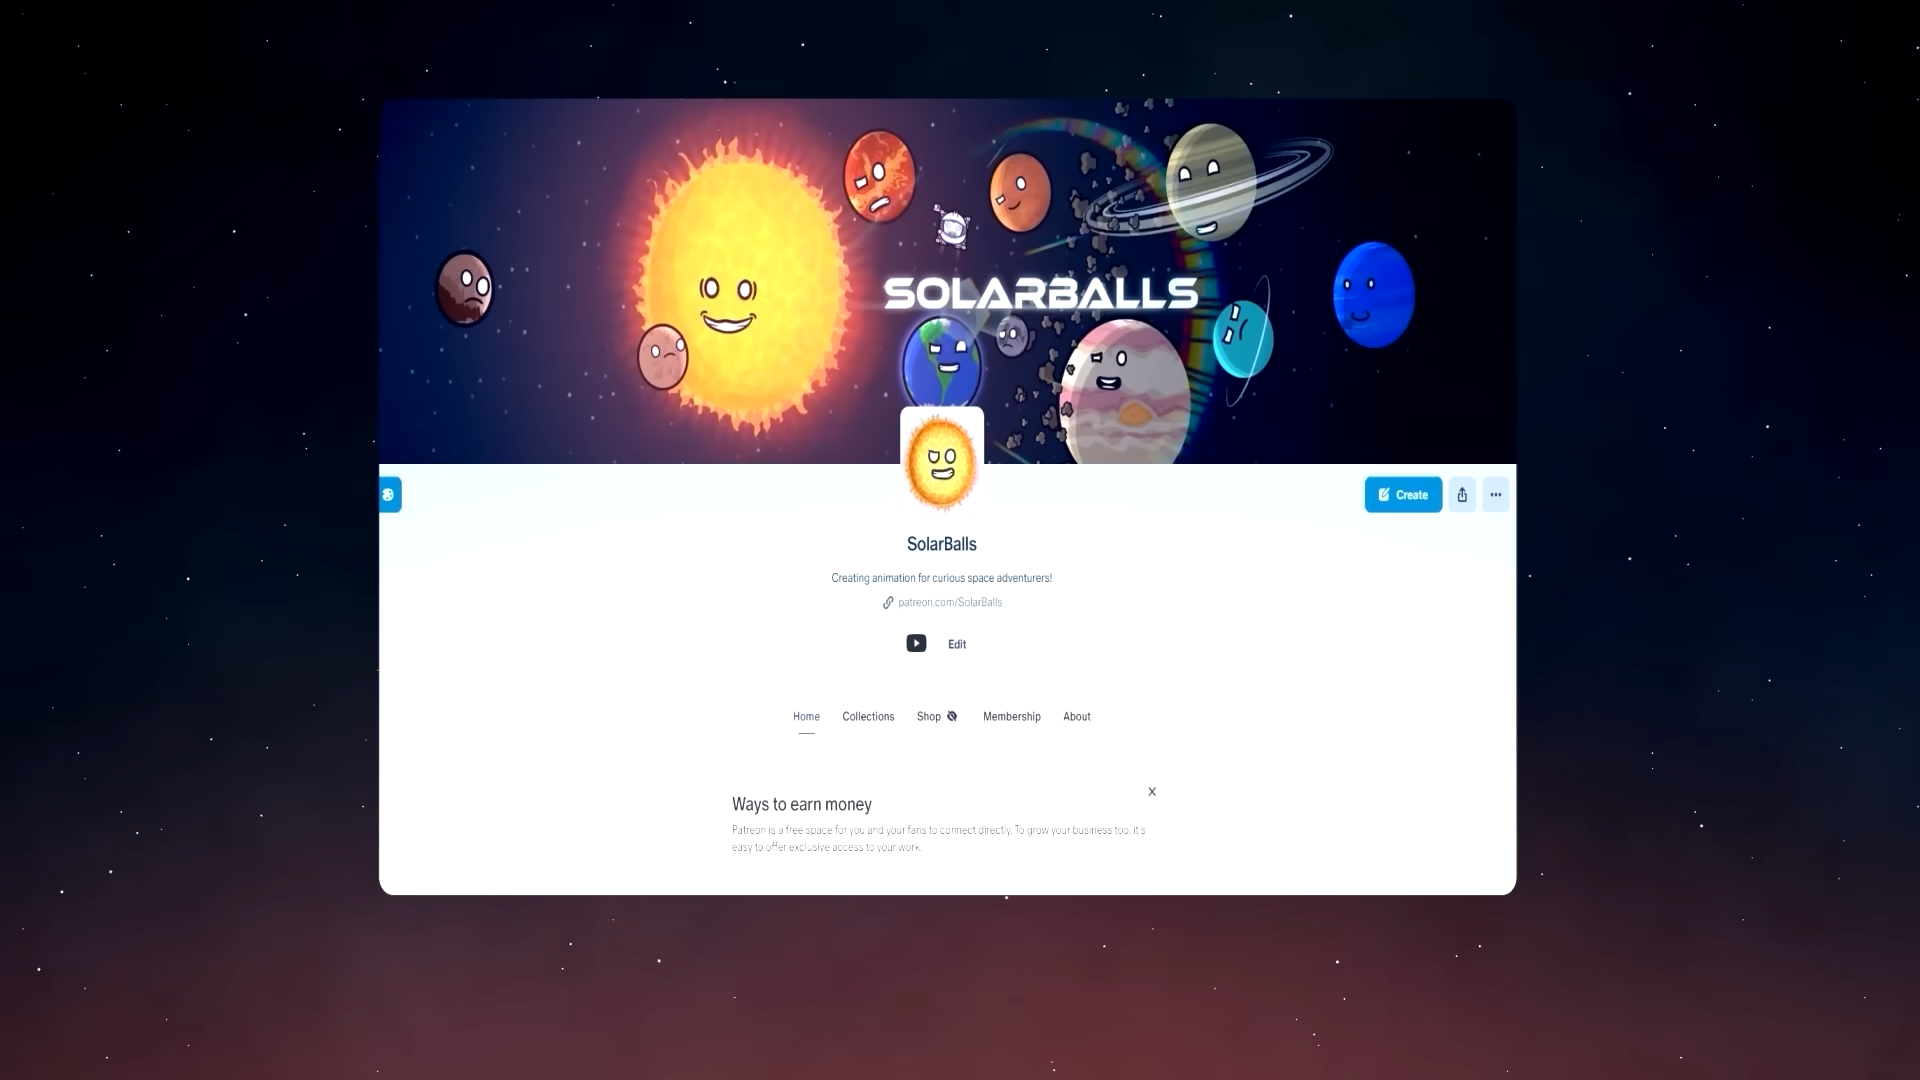 SOLARBALLS
Create
SolarBalls
Creating animation for curious space adventurers!
patreon.com/SolarBalls
Edit
Home Collections Shop Membership About
X
Ways to earn money
Patreon is a free space for you and your fans to connect directly. To grow your business too, it's
easy to offer exclusive access to your work.